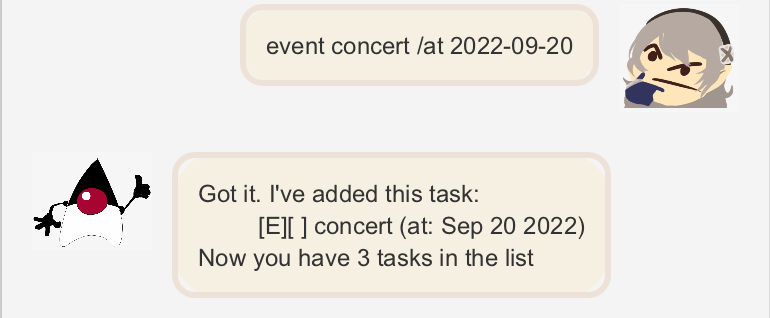 event concert /at 2022-09-20
Got it. I've added this task:
[E][ ] concert (at: Sep 20 2022)
Now you have 3 tasks in the list